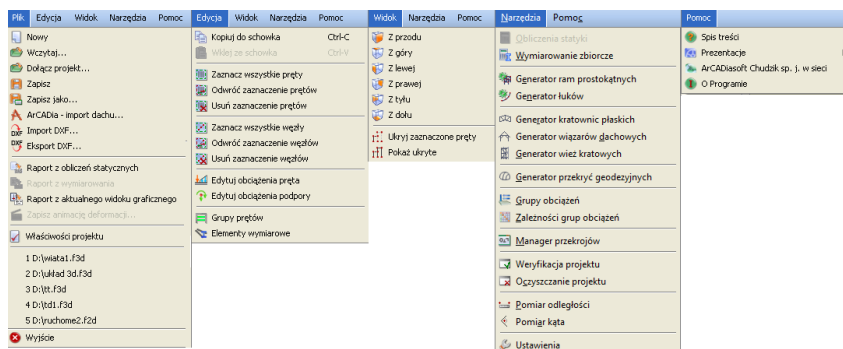 Plik Edycja Widok Narzędzia Pomoc
Nowy
Wczytaj...
Dołącz projekt...
Zapisz
Zapisz jako...
ArCADia - import dachu...
DXF Import DXF...
DXF Eksport DXF...
Raport z obliczeń statycznych
Raport z wymiarowania
Raport z aktualnego widoku graficznego
Zapisz animację deformacji...
Właściwości projektu
1 D:\wiata1.f3d
2 D:\układ 3d.f3d
3 D:\tt.f3d
4 D:\td1.f3d
5 D:\ruchome2.f2d
Wyjście
Edycja Widok Narzędzia Pomoc
Kopiuj do schowka Ctrl-C
Wklej ze schowka Ctrl-V
Zaznacz wszystkie pręty
Odwróć zaznaczenie prętów
Usuń zaznaczenie prętów
Zaznacz wszystkie węzły
Odwróć zaznaczenie węzłów
Usuń zaznaczenie węzłów
Edytuj obciążenia pręta
Edytuj obciążenia podpory
Grupy prętów
Elementy wymiarowe
Widok Narzędzia Pomoc
Z przodu
Z góry
Z lewej
Z prawej
Z tyłu
Z dołu
Ukryj zaznaczone pręty
Pokaż ukryte
Narzędzia Pomoc
Obliczenia statyki
Wymiarowanie zbiorcze
Generator ram prostokątnych
Generator łuków
Generator kratownic płaskich
Generator wiązarów dachowych
Generator wież kratowych
Generator przekryć geodezyjnych
Grupy obciążeń
Zależności grup obciążeń
Manager przekrojów
Weryfikacja projektu
Oczyszczanie projektu
Pomiar odległości
Pomiar kąta
Ustawienia
Pomoc
Spis treści
Prezentacje
ArCADiasoft Chudzik sp. j. w sieci
O Programie